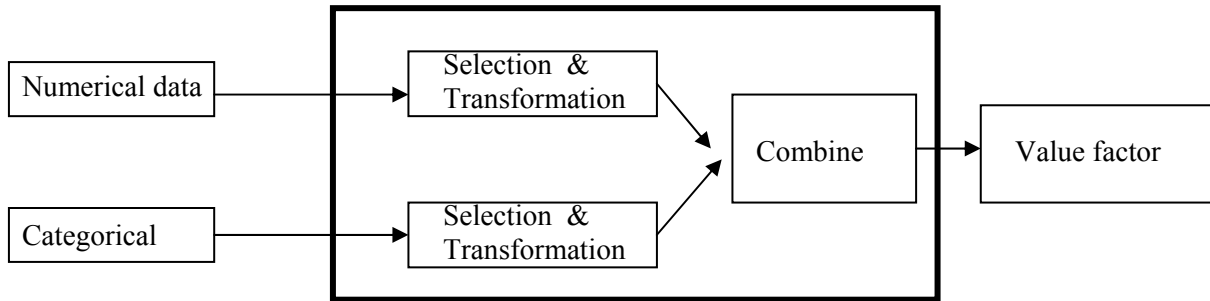 Numerical data
Selection &
Transformation
Combine
Value factor
Categorical
Selection &
Transformation